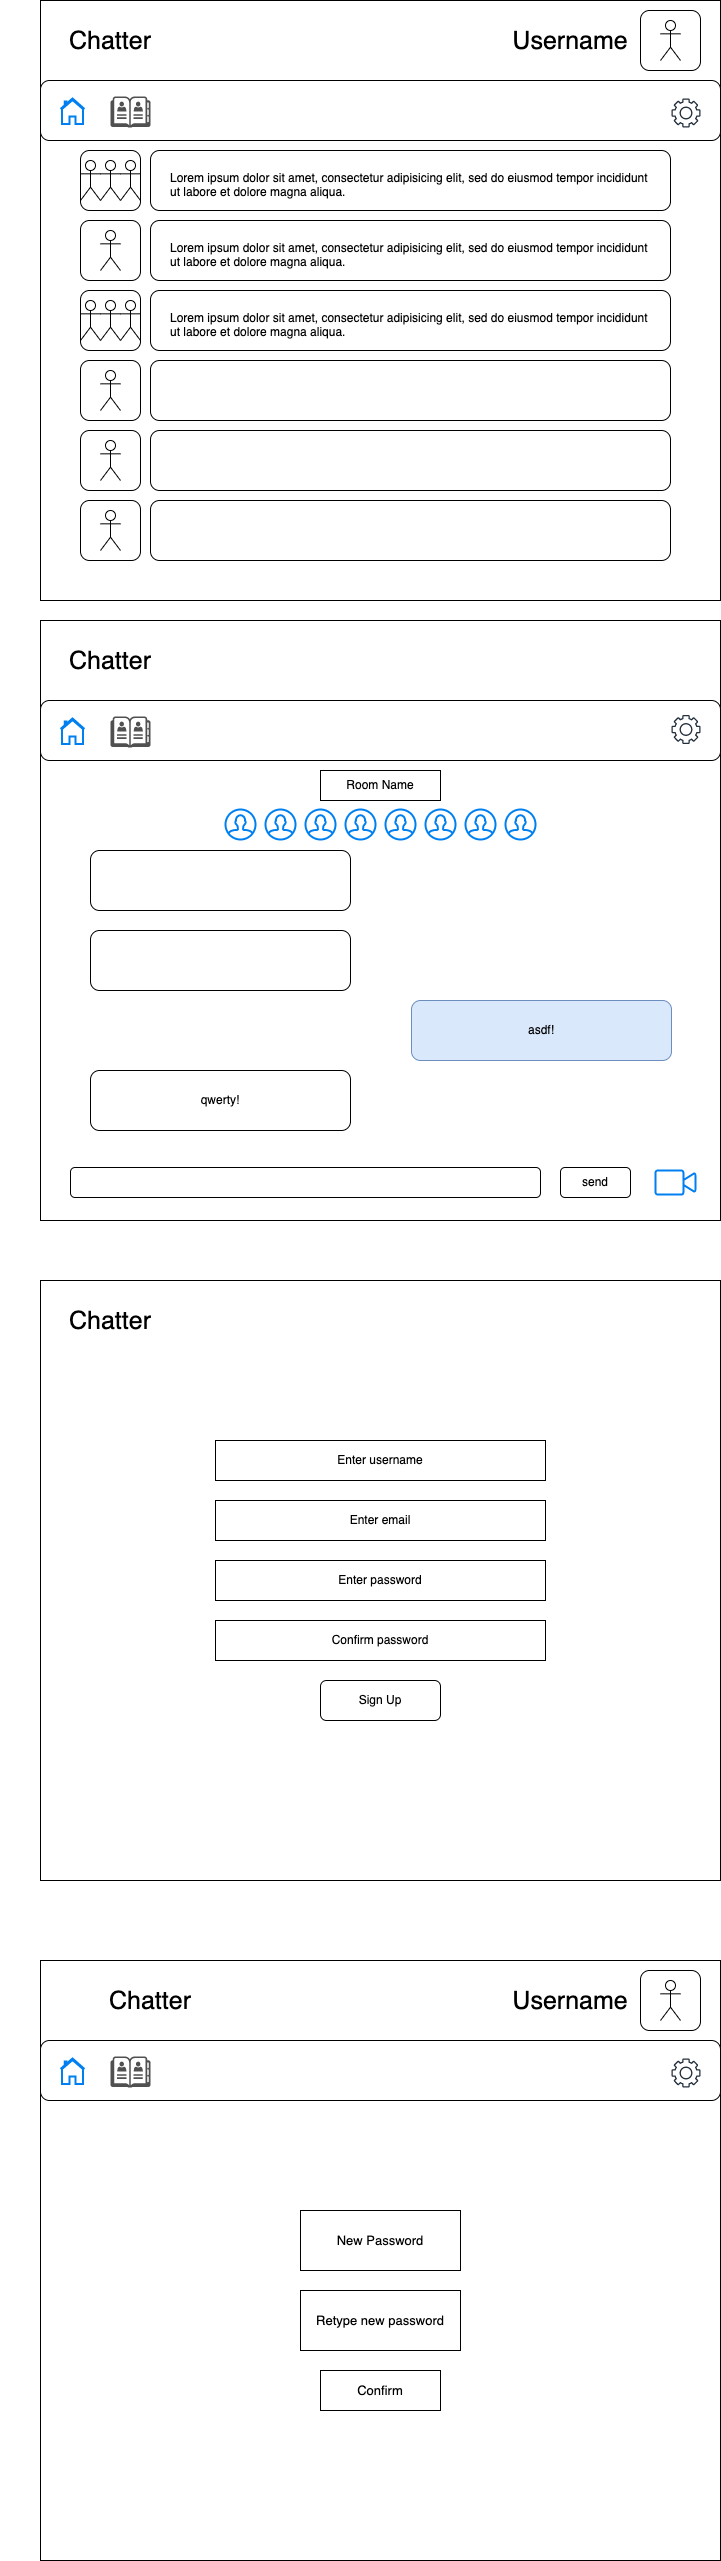 Chatter
Username
Lorem ipsum dolor sit amet, consectetur adipisicing elit, sed do eiusmod tempor incididunt
ut labore et dolore magna aliqua.
Lorem ipsum dolor sit amet, consectetur adipisicing elit, sed do eiusmod tempor incididunt
ut labore et dolore magna aliqua.
Lorem ipsum dolor sit amet, consectetur adipisicing elit, sed do eiusmod tempor incididunt
ut labore et dolore magna aliqua.
Chatter
Room Name
asdf!
qwerty!
send
Chatter
Enter username
Enter email
Enter password
Confirm password
Sign Up
Chatter
Username
New Password
Retype new password
Confirm